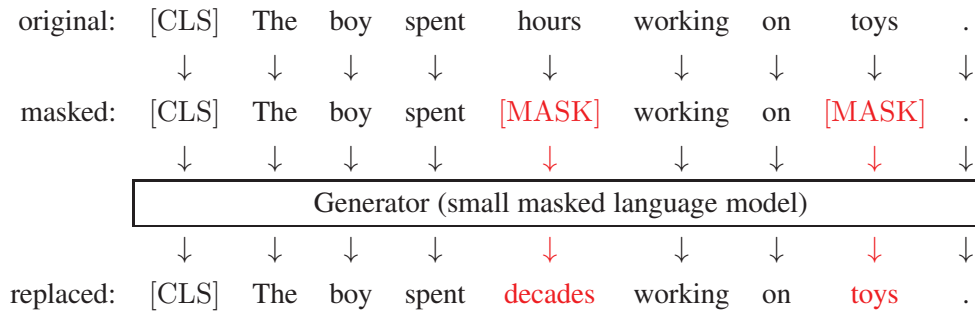 original: [CLS] The boy spent hours working on toys .
↓ ↓ ↓ ↓ ↓ ↓ ↓ ↓ ↓
masked: [CLS] The boy spent [MASK] working on [MASK] .
↓ ↓ ↓ ↓ ↓ ↓ ↓ ↓ ↓
Generator (small masked language model)
↓ ↓ ↓ ↓ ↓ ↓ ↓ ↓ ↓
replaced: [CLS] The boy spent decades working on toys .